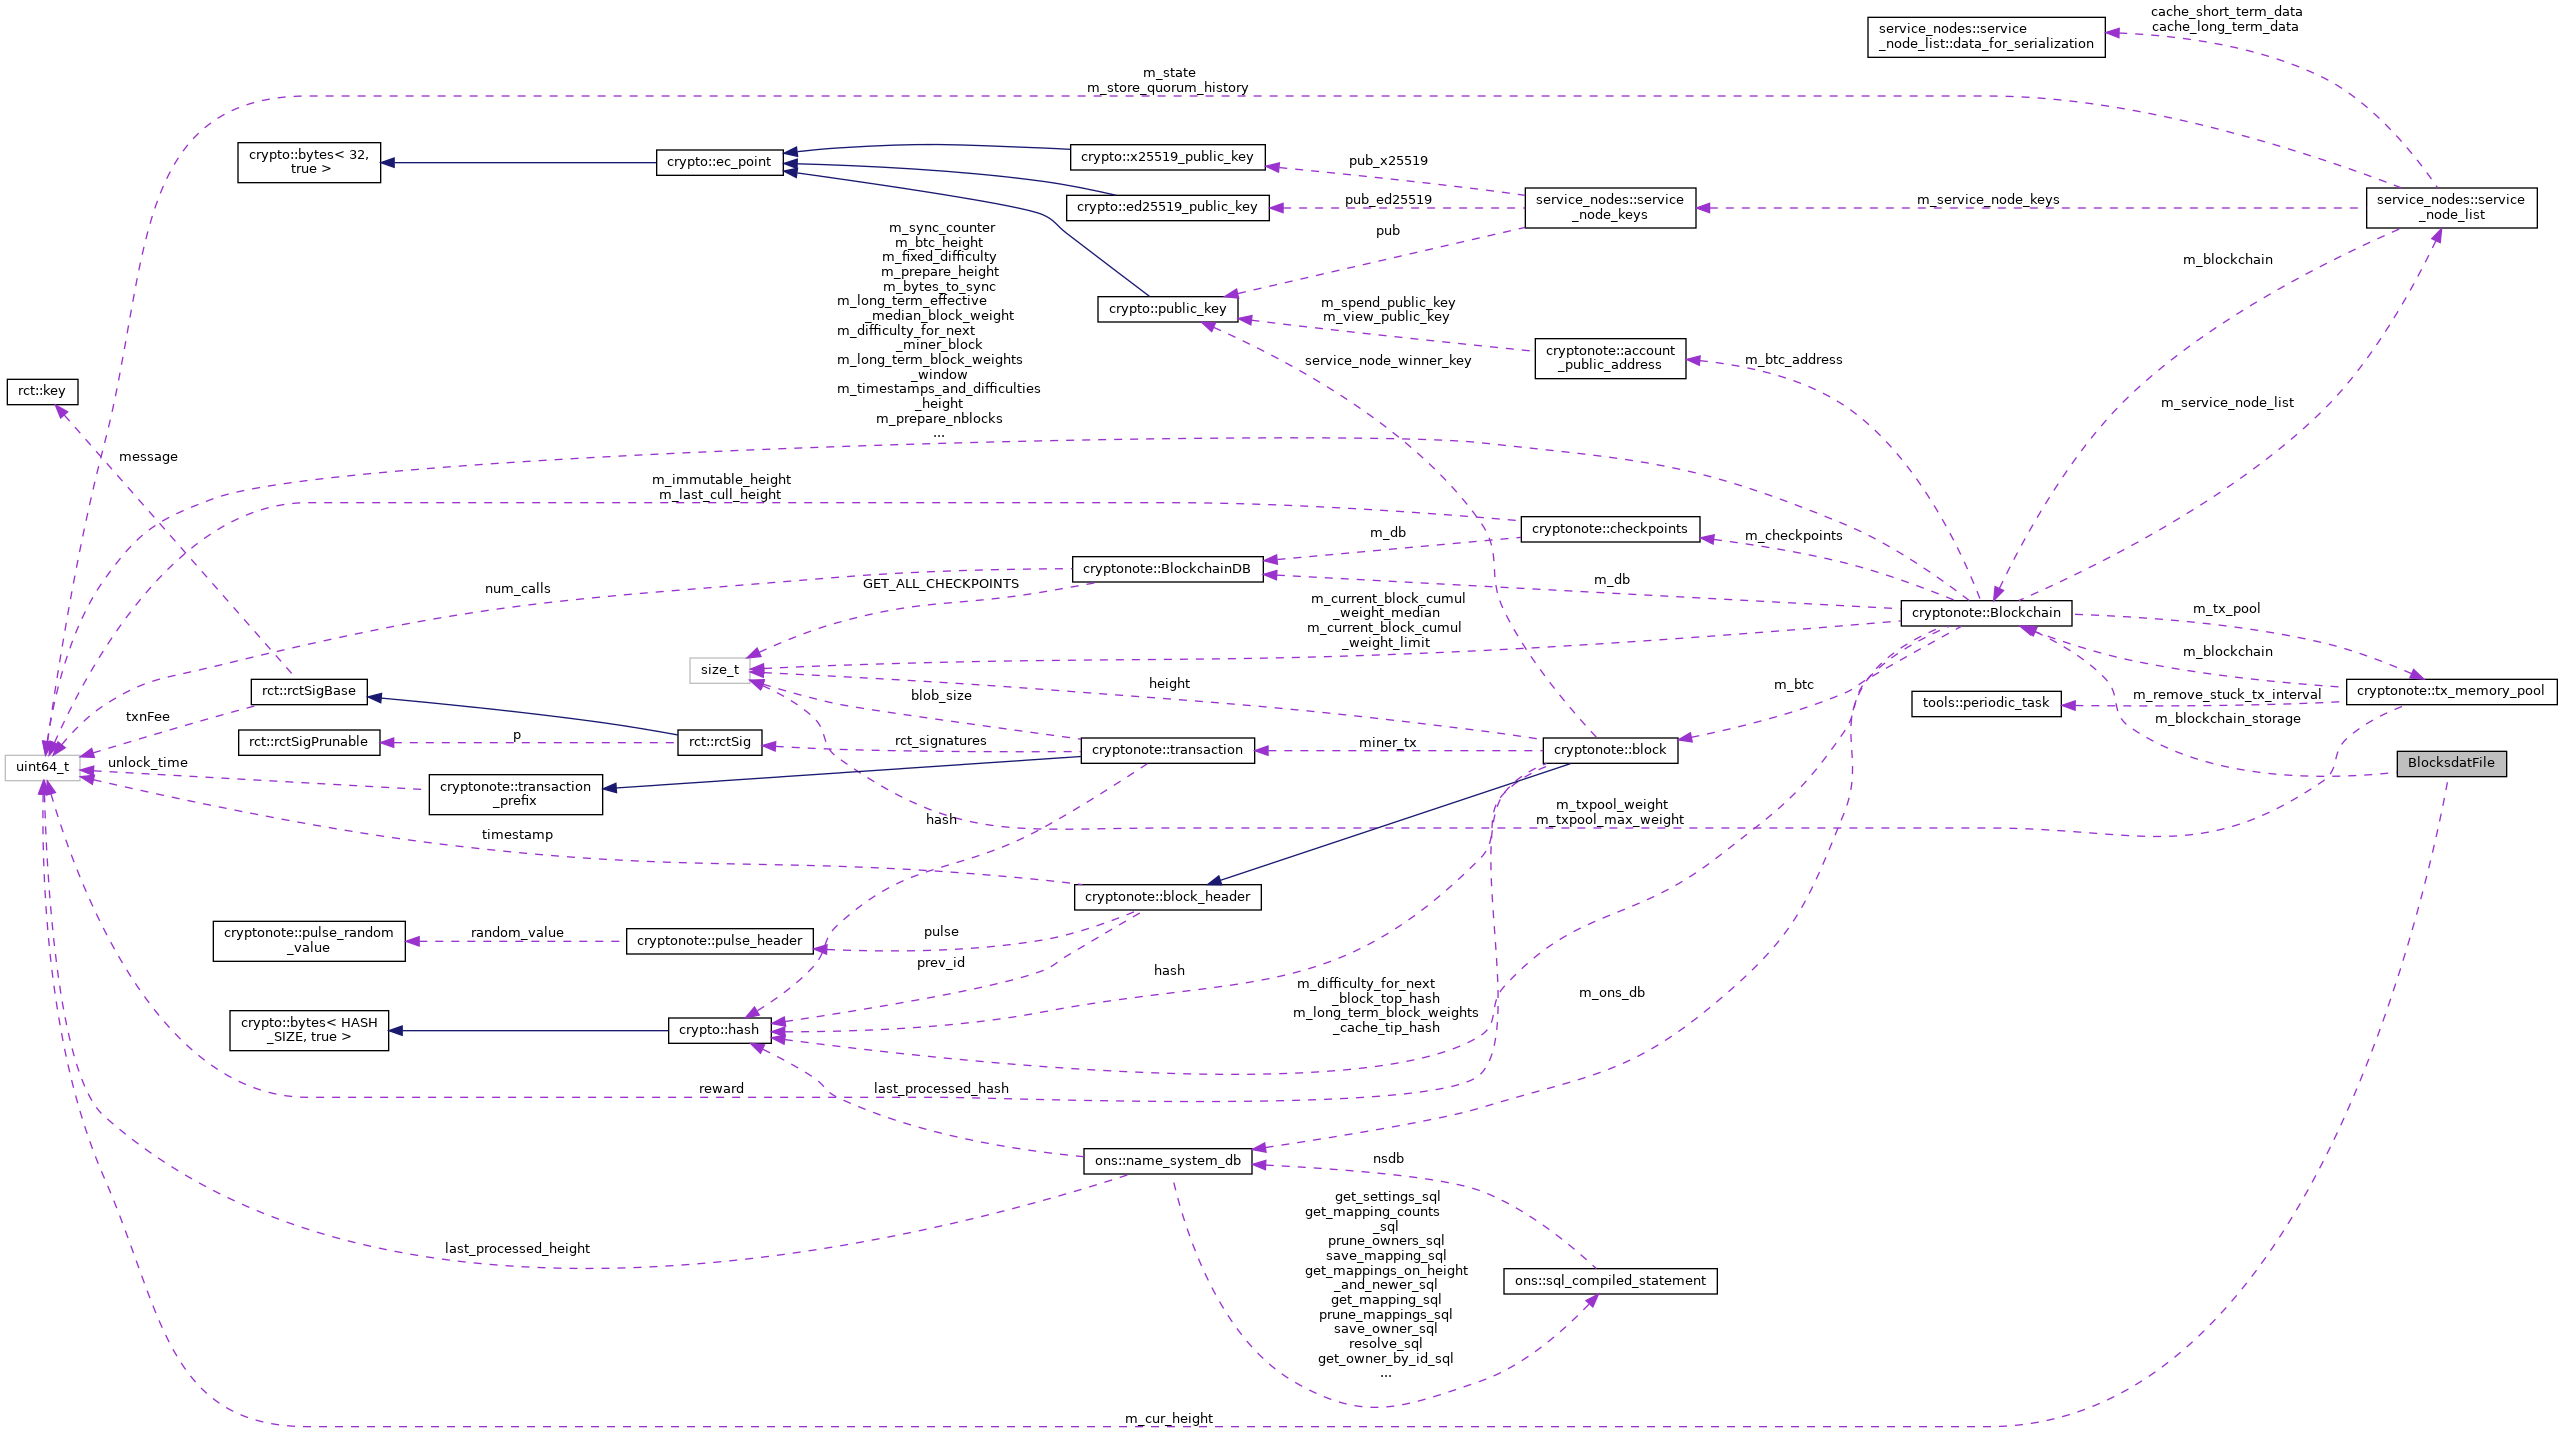 cache_short_term_data
cache_long_term_data
service_nodes::service
_node_list::data_for_serialization
m_state
m_store_quorum_history
crypto::bytes< 32,
true >
crypto::ec_point
crypto::x25519_public_key
pub_x25519
crypto::ed25519_public_key
pub_ed25519
service_nodes::service
_node_keys
m_service_node_keys
service_nodes::service
_node_list
pub
m_blockchain
m_sync_counter
m_btc_height
m_fixed_difficulty
m_prepare_height
m_bytes_to_sync
m_long_term_effective
_median_block_weight
m_difficulty_for_next
_miner_block
m_long_term_block_weights
_window
m_timestamps_and_difficulties
_height
m_prepare_nblocks
...
crypto::public_key
m_spend_public_key
m_view_public_key
service_node_winner_key
cryptonote::account
_public_address
m_btc_address
m_service_node_list
rct::key
message
m_immutable_height
m_last_cull_height
cryptonote::checkpoints
m_checkpoints
m_db
cryptonote::BlockchainDB
GET_ALL_CHECKPOINTS
num_calls
m_db
m_current_block_cumul
_weight_median
m_current_block_cumul
_weight_limit
cryptonote::Blockchain
m_tx_pool
m_blockchain
size_t
height
blob_size
m_btc
cryptonote::tx_memory_pool
m_remove_stuck_tx_interval
tools::periodic_task
m_blockchain_storage
rct::rctSigBase
txnFee
rct::rctSigPrunable
p
rct::rctSig
rct_signatures
cryptonote::transaction
miner_tx
cryptonote::block
BlocksdatFile
uint64_t
unlock_time
cryptonote::transaction
_prefix
hash
m_txpool_weight
m_txpool_max_weight
timestamp
cryptonote::block_header
cryptonote::pulse_random
_value
random_value
cryptonote::pulse_header
pulse
prev_id
hash
m_difficulty_for_next
_block_top_hash
m_long_term_block_weights
_cache_tip_hash
m_ons_db
crypto::bytes< HASH
_SIZE, true >
crypto::hash
reward
last_processed_hash
ons::name_system_db
nsdb
last_processed_height
get_settings_sql
get_mapping_counts
_sql
prune_owners_sql
save_mapping_sql
get_mappings_on_height
_and_newer_sql
get_mapping_sql
prune_mappings_sql
save_owner_sql
resolve_sql
get_owner_by_id_sql
...
ons::sql_compiled_statement
m_cur_height